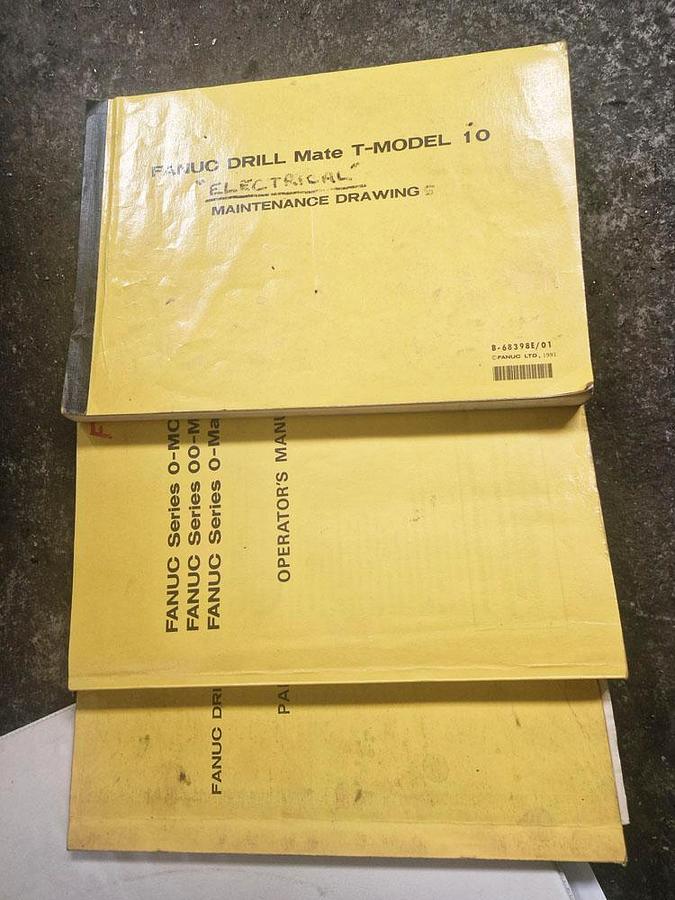 FANUC DRILL Mate T-MODEL 10
"ELECTRICAL"
MAINTENANCE DRAWINGS
B-68398E/01
©FANUC LTD, 1991
F
FANUC Series 0-MC
FANUC Series 00-M
FANUC Series 0-Ma
OPERATOR'S MANU
FANUC DRI
PA